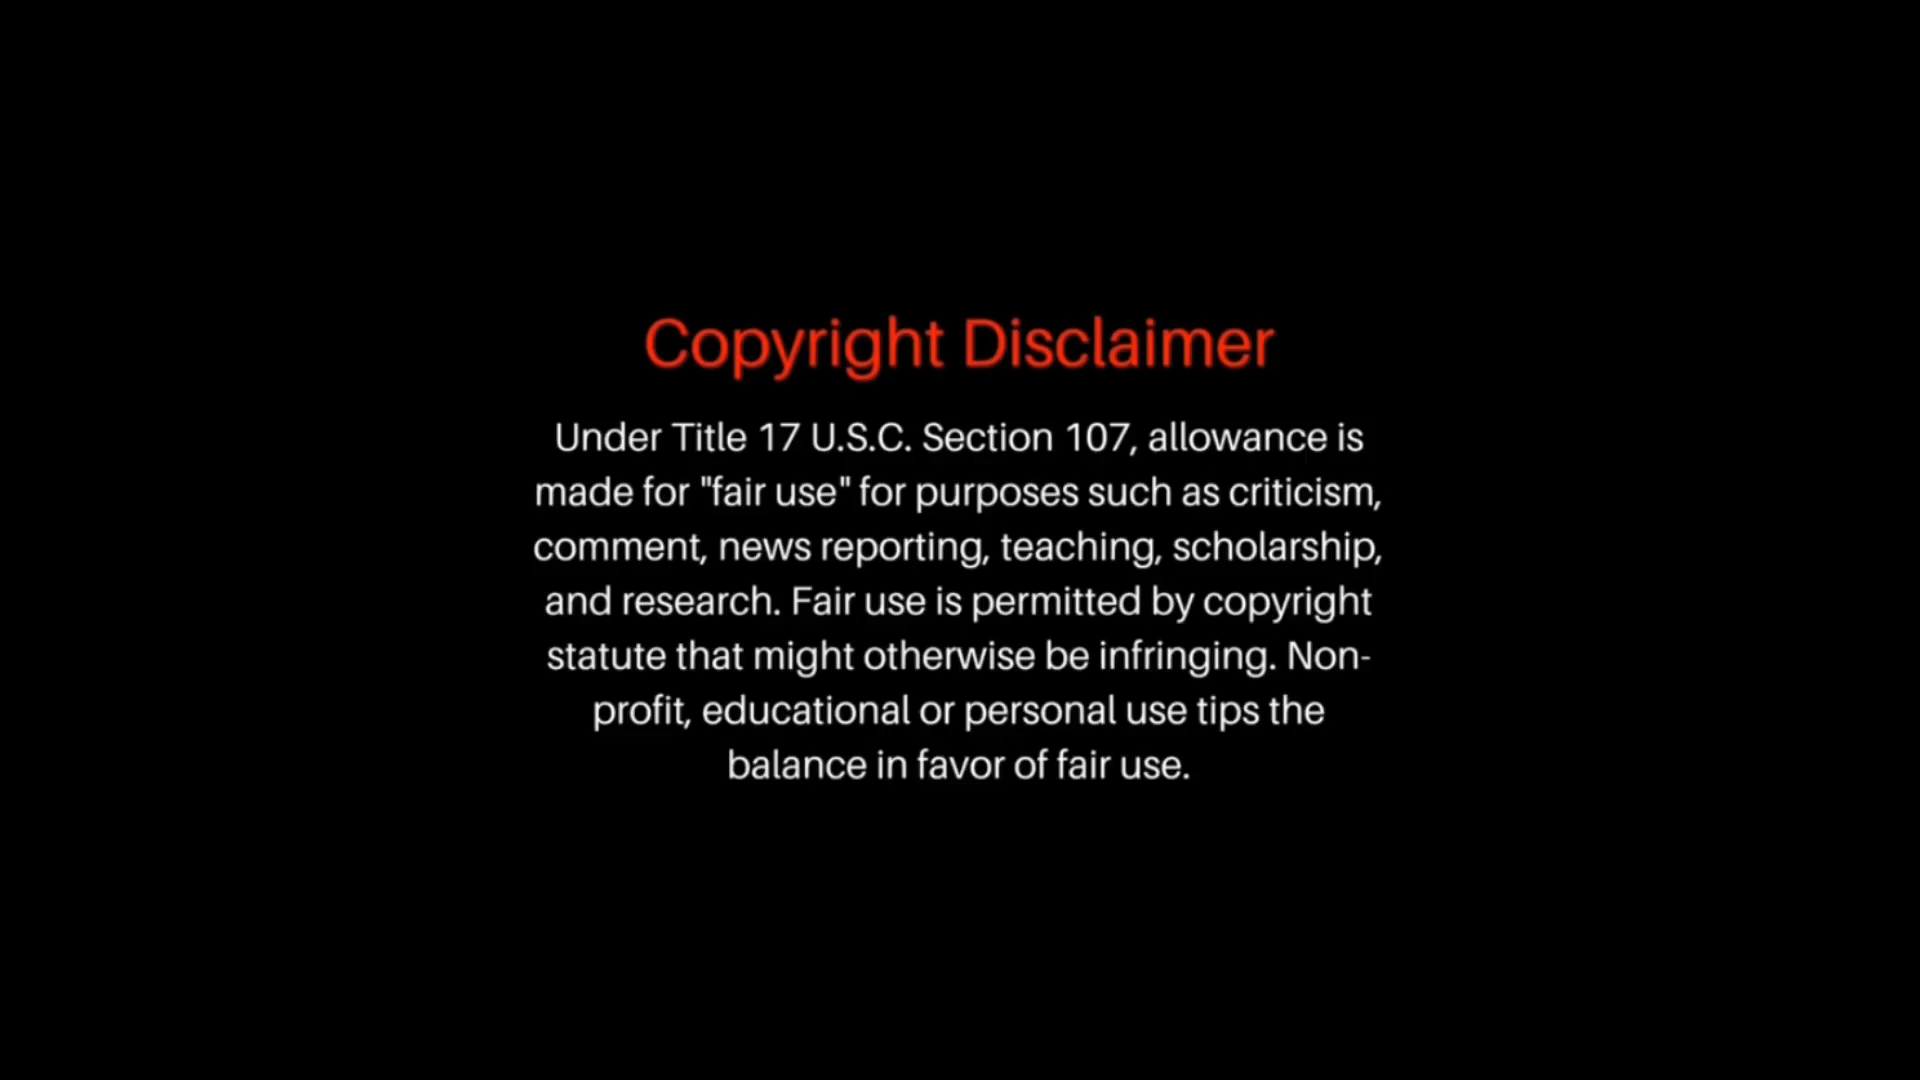 Copyright Disclaimer
Under Title 17 U.S.C. Section 107, allowance is
made for "fair use" for purposes such as criticism,
comment, news reporting, teaching, scholarship,
and research. Fair use is permitted by copyright
statute that might otherwise be infringing. Non-
profit, educational or personal use tips the
balance in favor of fair use.